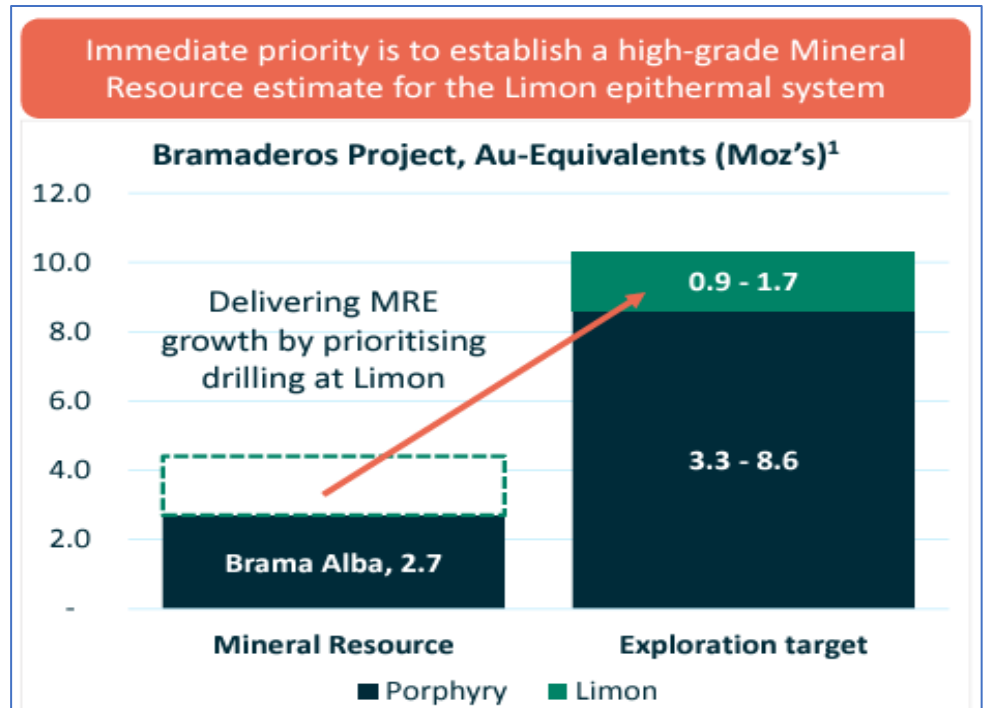 Immediate priority is to establish a high-grade Mineral
Resource estimate for the Limon epithermal system
Bramaderos Project, Au-Equivalents (Moz's)¹
12.0
10.0
8.0
6.0
4.0
2.0
-
Delivering MRE
growth by prioritising
drilling at Limon
0.9 - 1.7
3.3 - 8.6
Brama Alba, 2.7
Mineral Resource
Exploration target
Porphyry
Limon